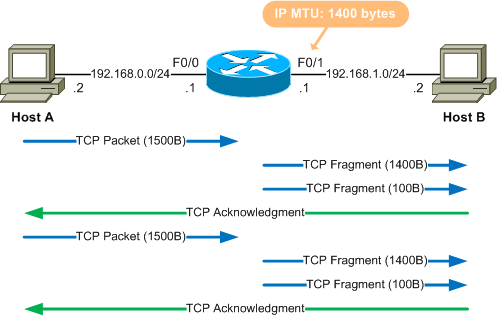 IP MTU: 1400 bytes
F0/0
F0/1
192.168.0.0/24
192.168.1.0/24
.2
.1
.1
.2
Host A
Host B
TCP Packet (1500B)
TCP Fragment (1400B)
TCP Fragment (100B)
TCP Acknowledgment
TCP Packet (1500B)
TCP Fragment (1400B)
TCP Fragment (100B)
TCP Acknowledgment